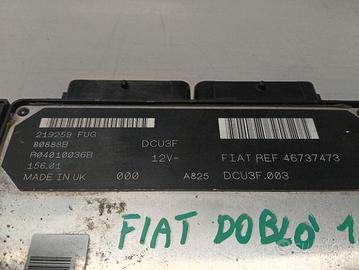 219259 FUG
80888B DCU3F
R04010036B 12V- FIAT REF 46737473
156.01
MADE IN UK 000 A825 DCU3F.003
FIAT DOBLÒ 1